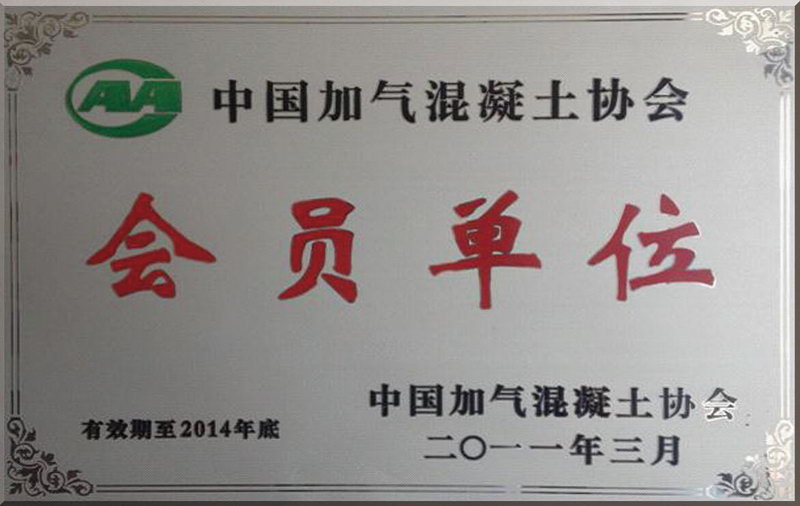 AA 中国加气混凝土协会
会员单位
中国加气混凝土协会
有效期至2014年底
二〇一一年三月